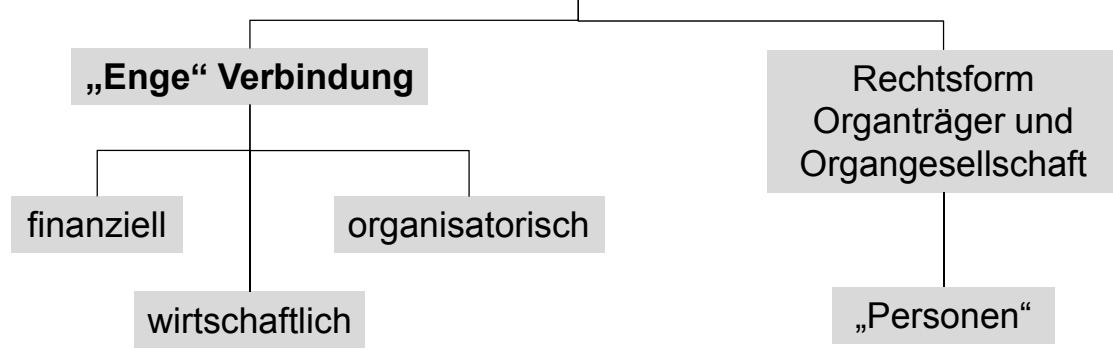 „Enge“ Verbindung
Rechtsform
Organträger und
Organgesellschaft
finanziell
organisatorisch
wirtschaftlich
„Personen“